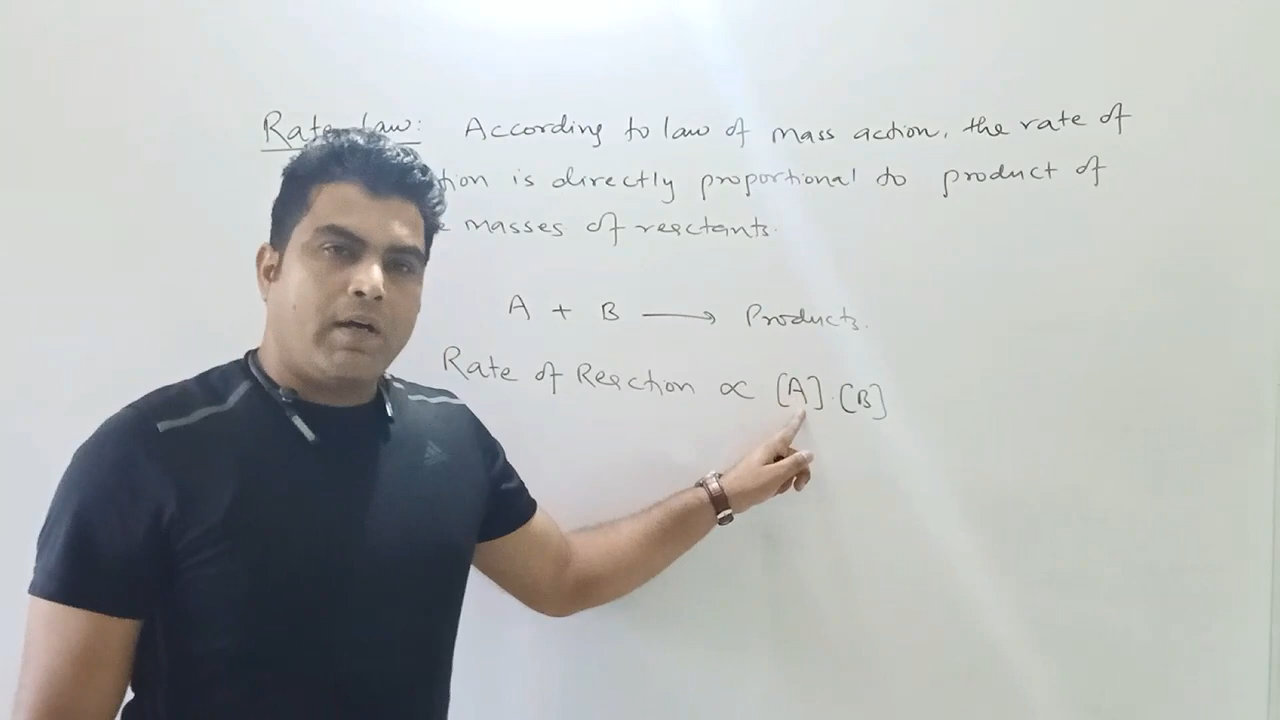 Rate law: According to law of mass action, the rate of
tion is directly proportional to product of
masses of reactants.
A + B ⟶ Products.
Rate of Reaction ∝ [A].[B]